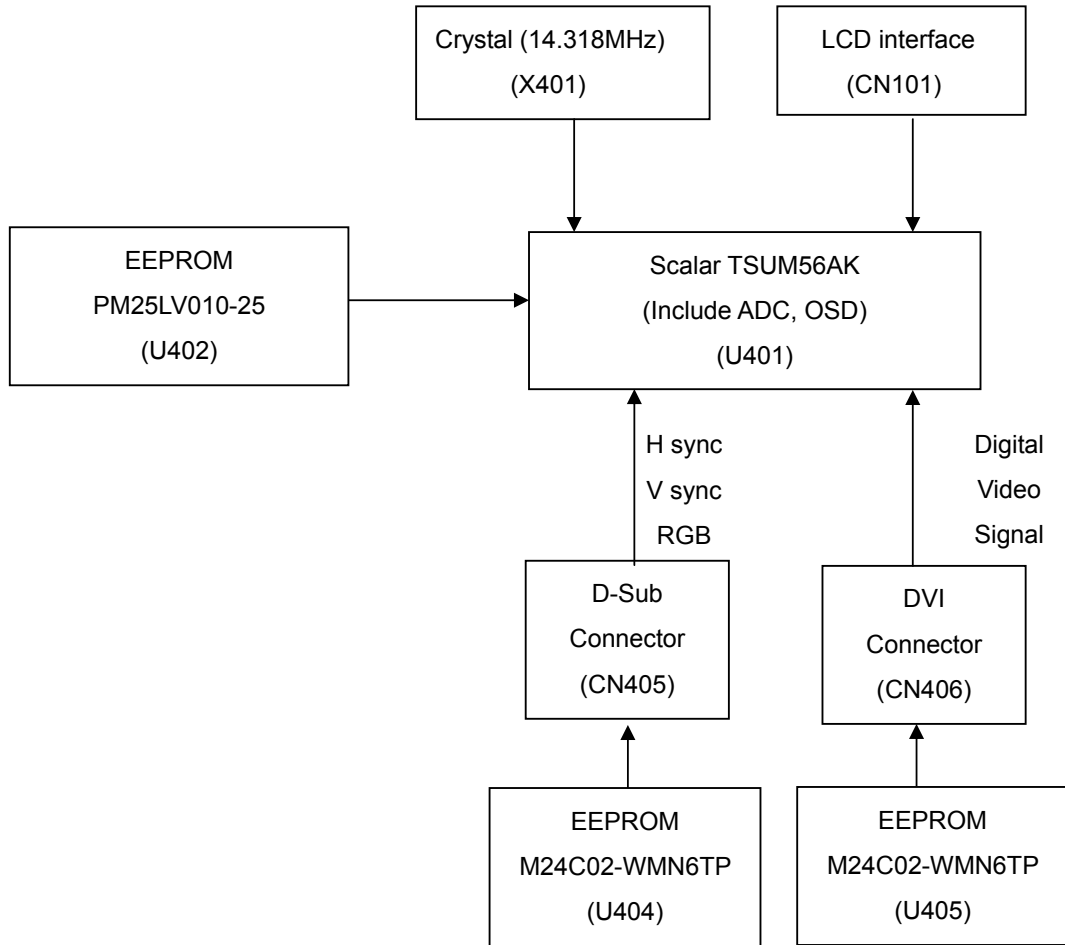 Crystal (14.318MHz)
(X401)
LCD interface
(CN101)
EEPROM
PM25LV010-25
(U402)
Scalar TSUM56AK
(Include ADC, OSD)
(U401)
H sync
V sync
RGB
Digital
Video
Signal
D-Sub
Connector
(CN405)
DVI
Connector
(CN406)
EEPROM
M24C02-WMN6TP
(U404)
EEPROM
M24C02-WMN6TP
(U405)